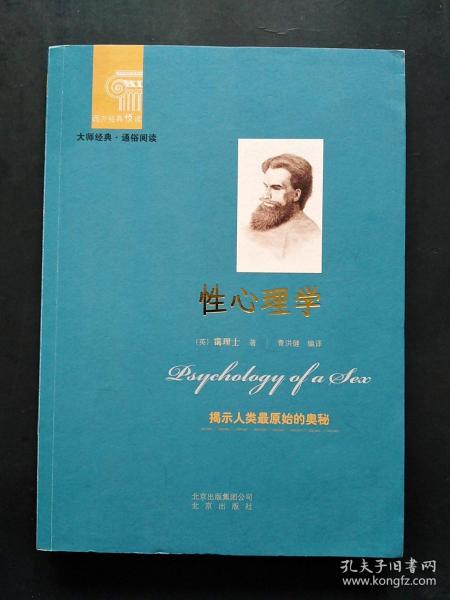 西方经典悦读
大师经典·通俗阅读
性心理学
(英) 霭理士 著 | 曹洪健 编译
Psychology of a Sex
揭示人类最原始的奥秘
北京出版集团公司
北京出版社
孔夫子旧书网
www.kongfz.com